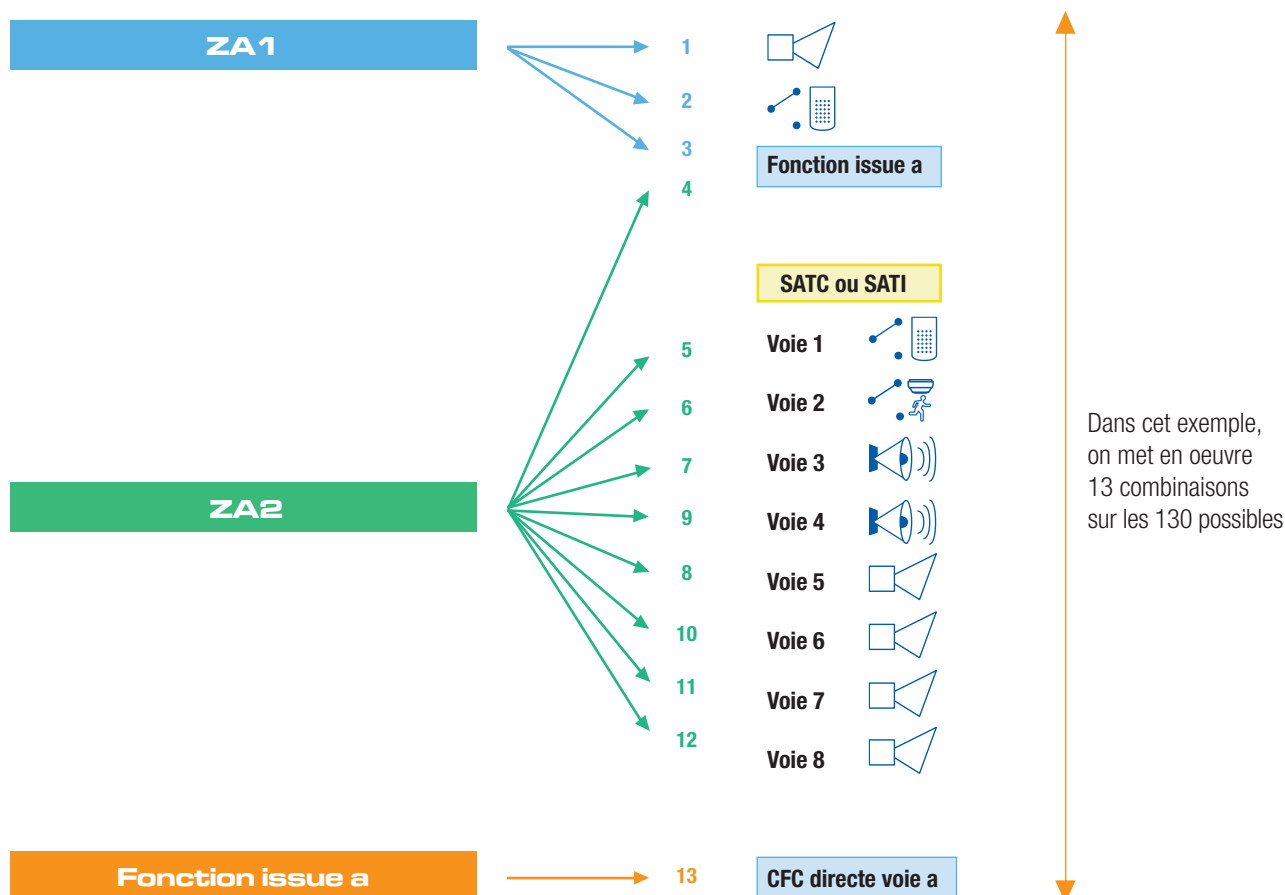 ZA1
1
2
3
Fonction issue a
4
SATC ou SATI
5
Voie 1
6
Voie 2
7
Voie 3
ZA2
9
Voie 4
8
Voie 5
10
Voie 6
11
Voie 7
12
Voie 8
Dans cet exemple,
on met en oeuvre
13 combinaisons
sur les 130 possibles
Fonction issue a
13
CFC directe voie a